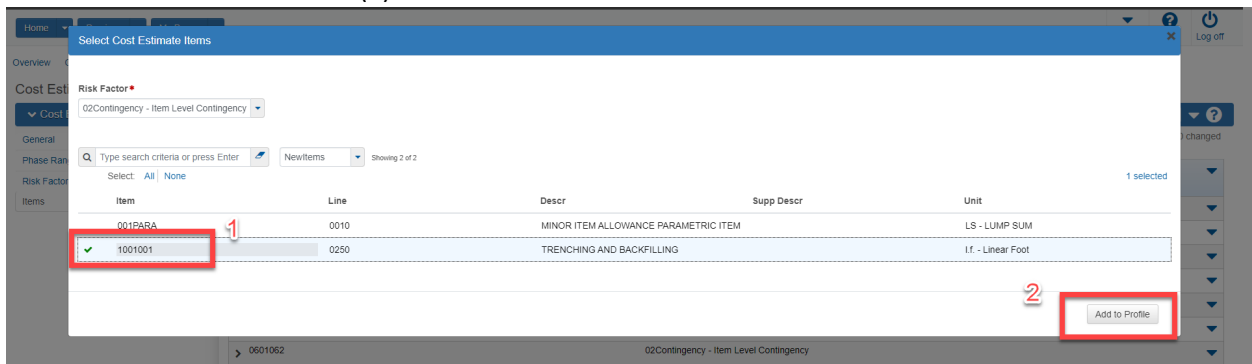 (s)
Home
Log off
Select Cost Estimate Items
Overview
Cost Est
Risk Factor*
02Contingency - Item Level Contingency
Cost E
General
changed
Phase Ran
Type search criteria or press Enter
NewItems
Showing 2 of 2
Risk Factor
Select: All None
1 selected
Items
Item Line Descr Supp Descr Unit
001PARA 0010 MINOR ITEM ALLOWANCE PARAMETRIC ITEM LS - LUMP SUM
1
1001001 0250 TRENCHING AND BACKFILLING l.f. - Linear Foot
2
Add to Profile
0601062 02Contingency - Item Level Contingency